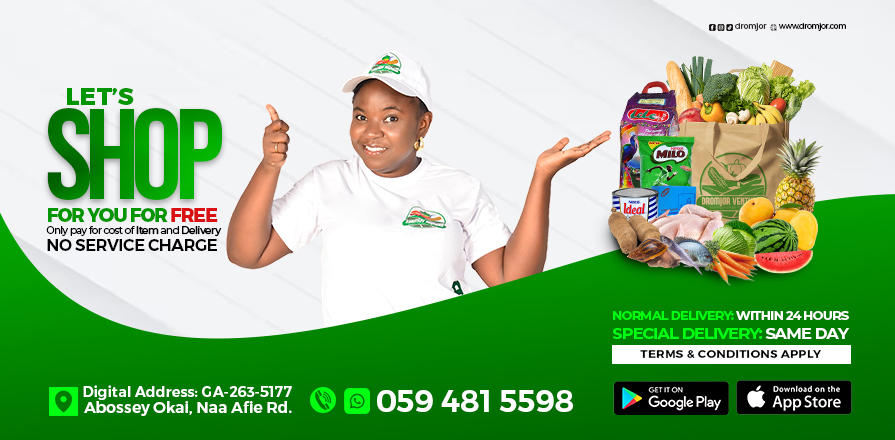 dromjor www.dromjor.com
LET'S
SHOP
FOR YOU FOR FREE
Only pay for cost of Item and Delivery
NO SERVICE CHARGE
MILO
Nestlé
Ideal
DROMJOR VENT
NORMAL DELIVERY: WITHIN 24 HOURS
SPECIAL DELIVERY: SAME DAY
TERMS & CONDITIONS APPLY
Digital Address: GA-263-5177
Abossey Okai, Naa Afie Rd.
059 481 5598
GET IT ON
Google Play
Download on the
App Store